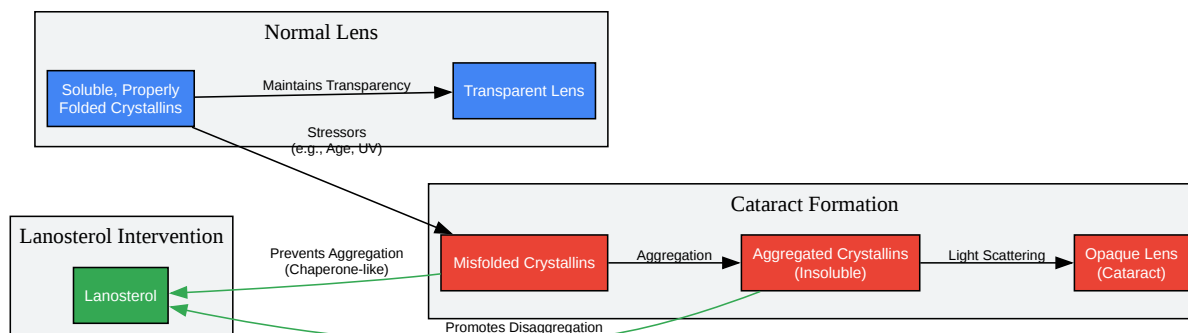 Normal Lens
Soluble, Properly
Folded Crystallins
Maintains Transparency
Transparent Lens
Stressors
(e.g., Age, UV)
Cataract Formation
Lanosterol Intervention
Prevents Aggregation
(Chaperone-like)
Misfolded Crystallins
Aggregation
Aggregated Crystallins
(Insoluble)
Light Scattering
Opaque Lens
(Cataract)
Lanosterol
Promotes Disaggregation